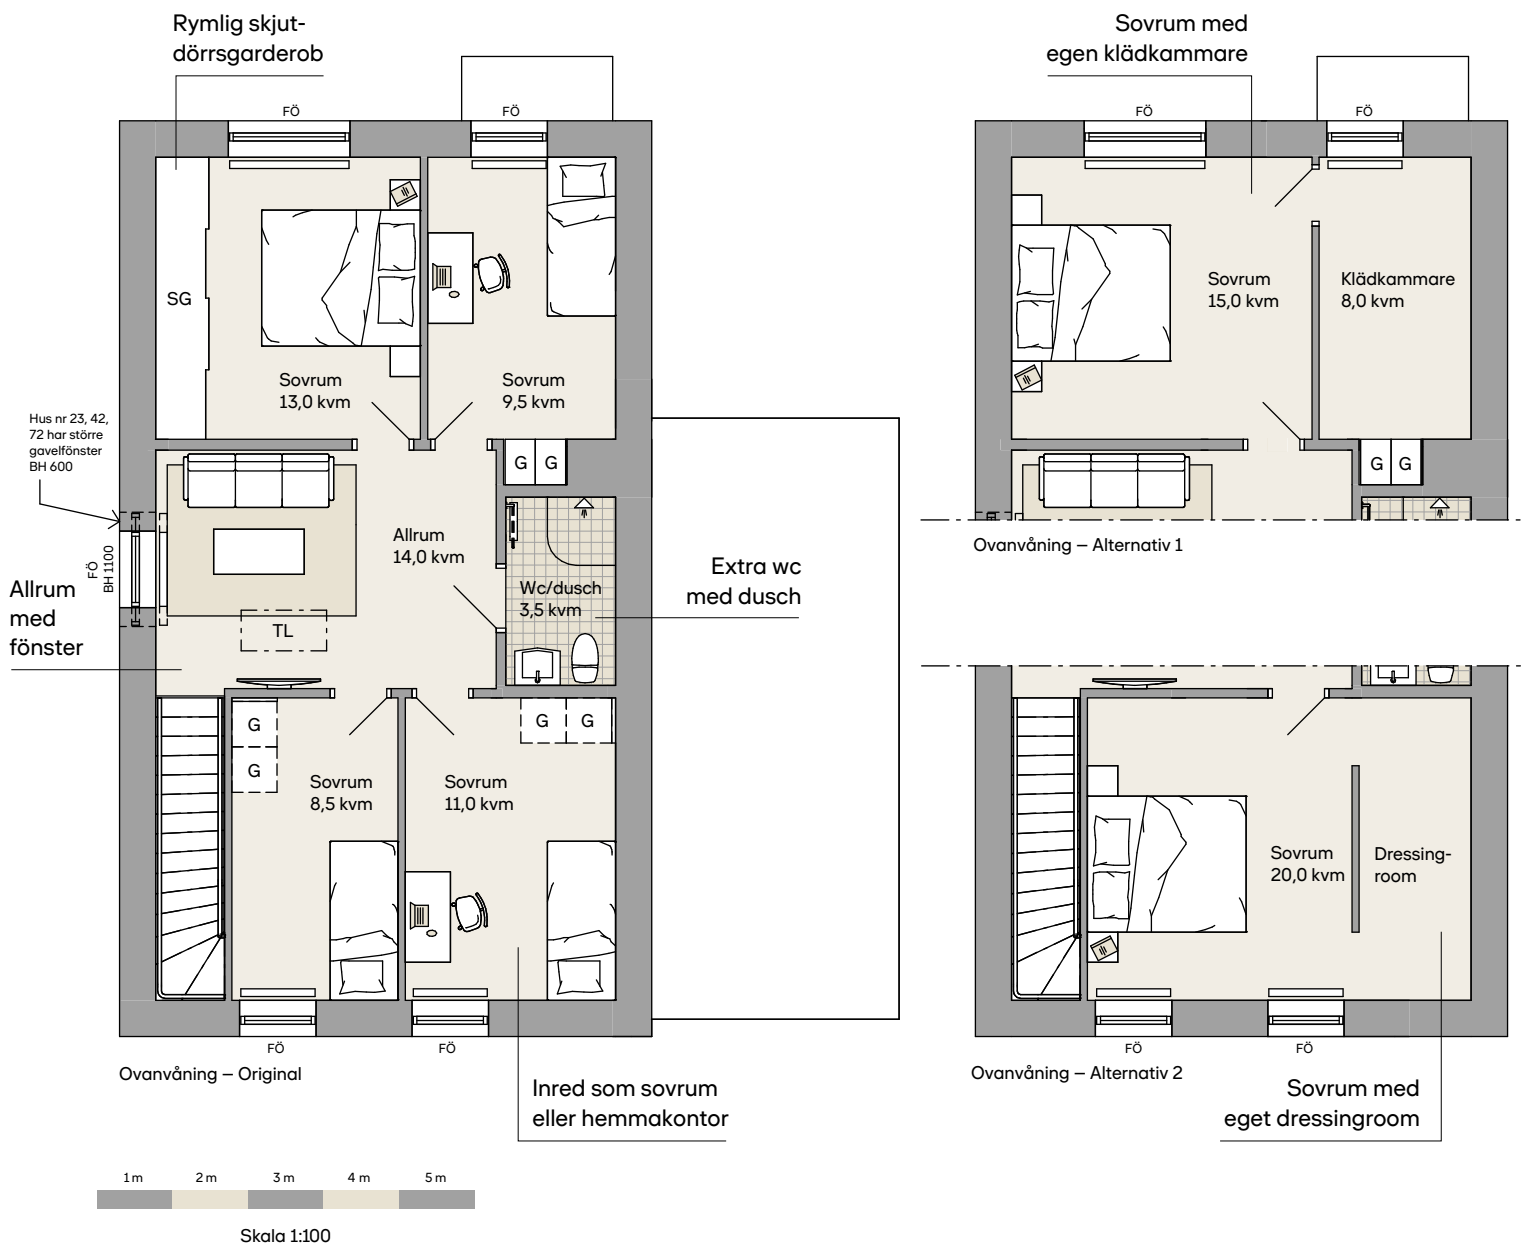 Rymlig skjut-
dörrsgarderob
FÖ
FÖ
SG
Sovrum
13,0 kvm
Sovrum
9,5 kvm
Hus nr 23, 42,
72 har större
gavelfönster
BH 600
G G
FÖ
BH 1100
Allrum
14,0 kvm
Wc/dusch
3,5 kvm
Extra wc
med dusch
Allrum
med
fönster
TL
G
G
G G
Sovrum
8,5 kvm
Sovrum
11,0 kvm
FÖ
FÖ
Ovanvåning – Original
Inred som sovrum
eller hemmakontor
1 m 2 m 3 m 4 m 5 m
Skala 1:100
Sovrum med
egen klädkammare
FÖ
FÖ
Sovrum
15,0 kvm
Klädkammare
8,0 kvm
G G
Ovanvåning – Alternativ 1
Sovrum
20,0 kvm
Dressing-
room
FÖ
FÖ
Ovanvåning – Alternativ 2
Sovrum med
eget dressingroom